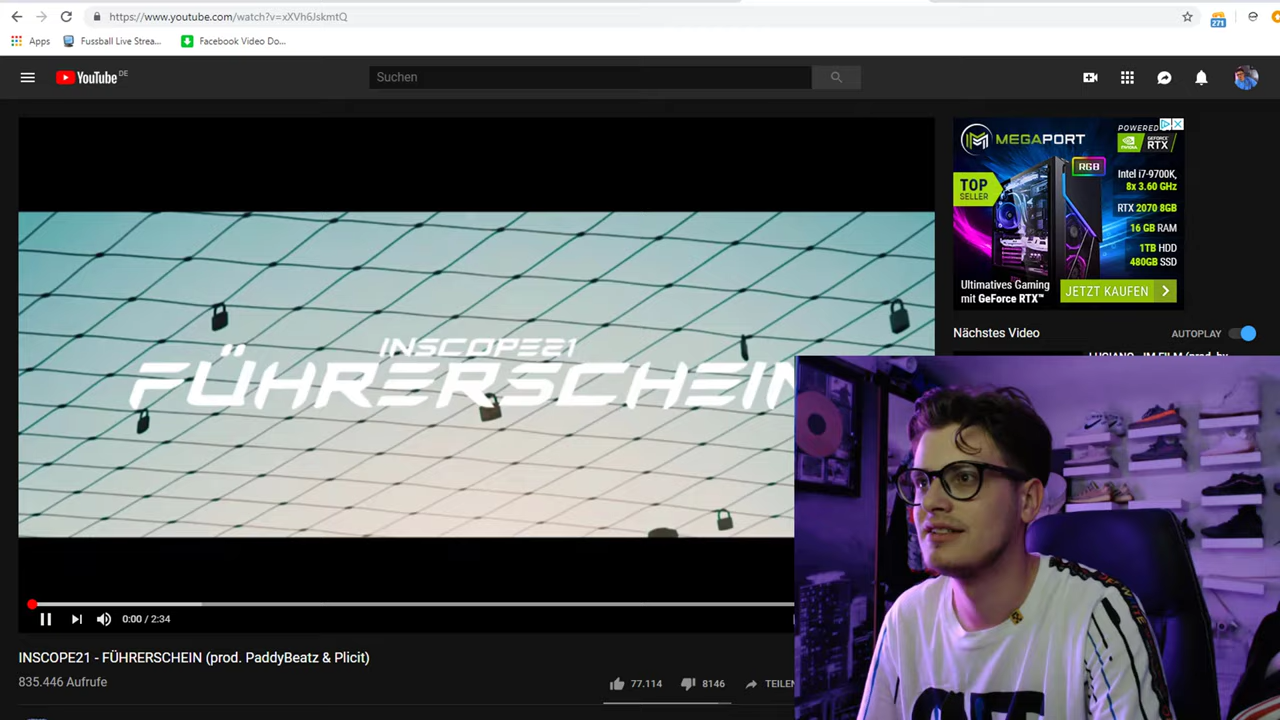 https://www.youtube.com/watch?v=xXVh6JskmtQ
271
Apps
Fussball Live Strea...
Facebook Video Do...
YouTube DE
Suchen
MEGAPORT
POWERED
NVIDIA
GEFORCE RTX
TOP SELLER
RGB
Intel i7-9700K,
8x 3.60 GHz
RTX 2070 8GB
16 GB RAM
1TB HDD
480GB SSD
Ultimatives Gaming
mit GeForce RTX™
JETZT KAUFEN
Nächstes Video
AUTOPLAY
INSCOPE21
FÜHRERSCHEIN
0:00 / 2:34
INSCOPE21 - FÜHRERSCHEIN (prod. PaddyBeatz & Plicit)
835.446 Aufrufe
77.114
8146
TEILEN